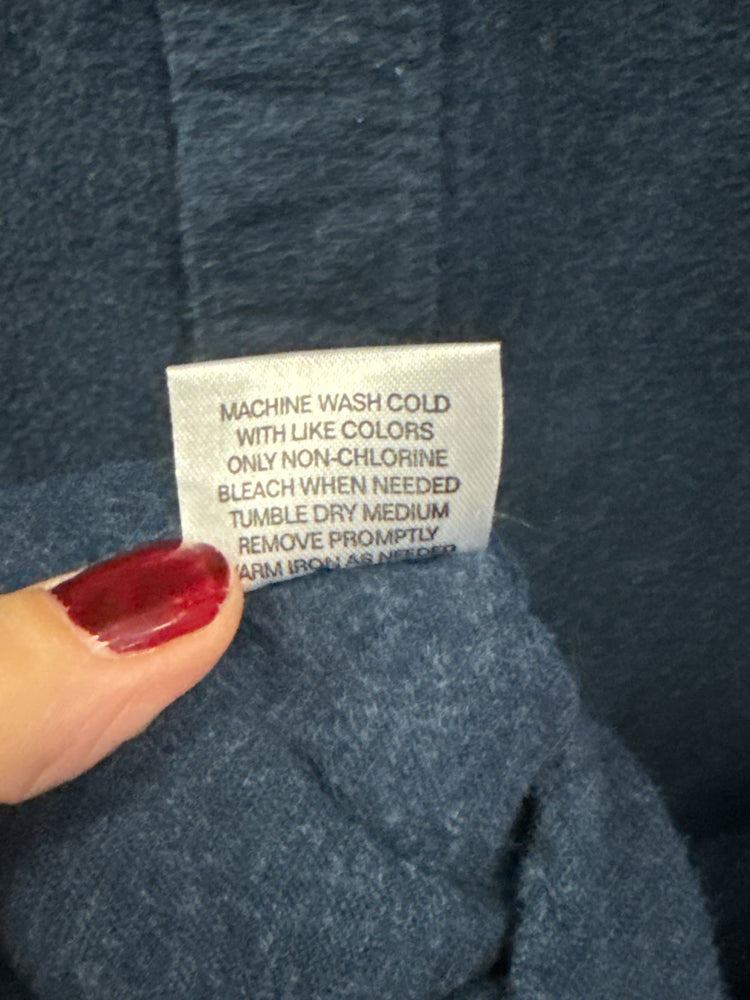 MACHINE WASH COLD
WITH LIKE COLORS
ONLY NON-CHLORINE
BLEACH WHEN NEEDED
TUMBLE DRY MEDIUM
REMOVE PROMPTLY
ARM IRON AS NEEDED